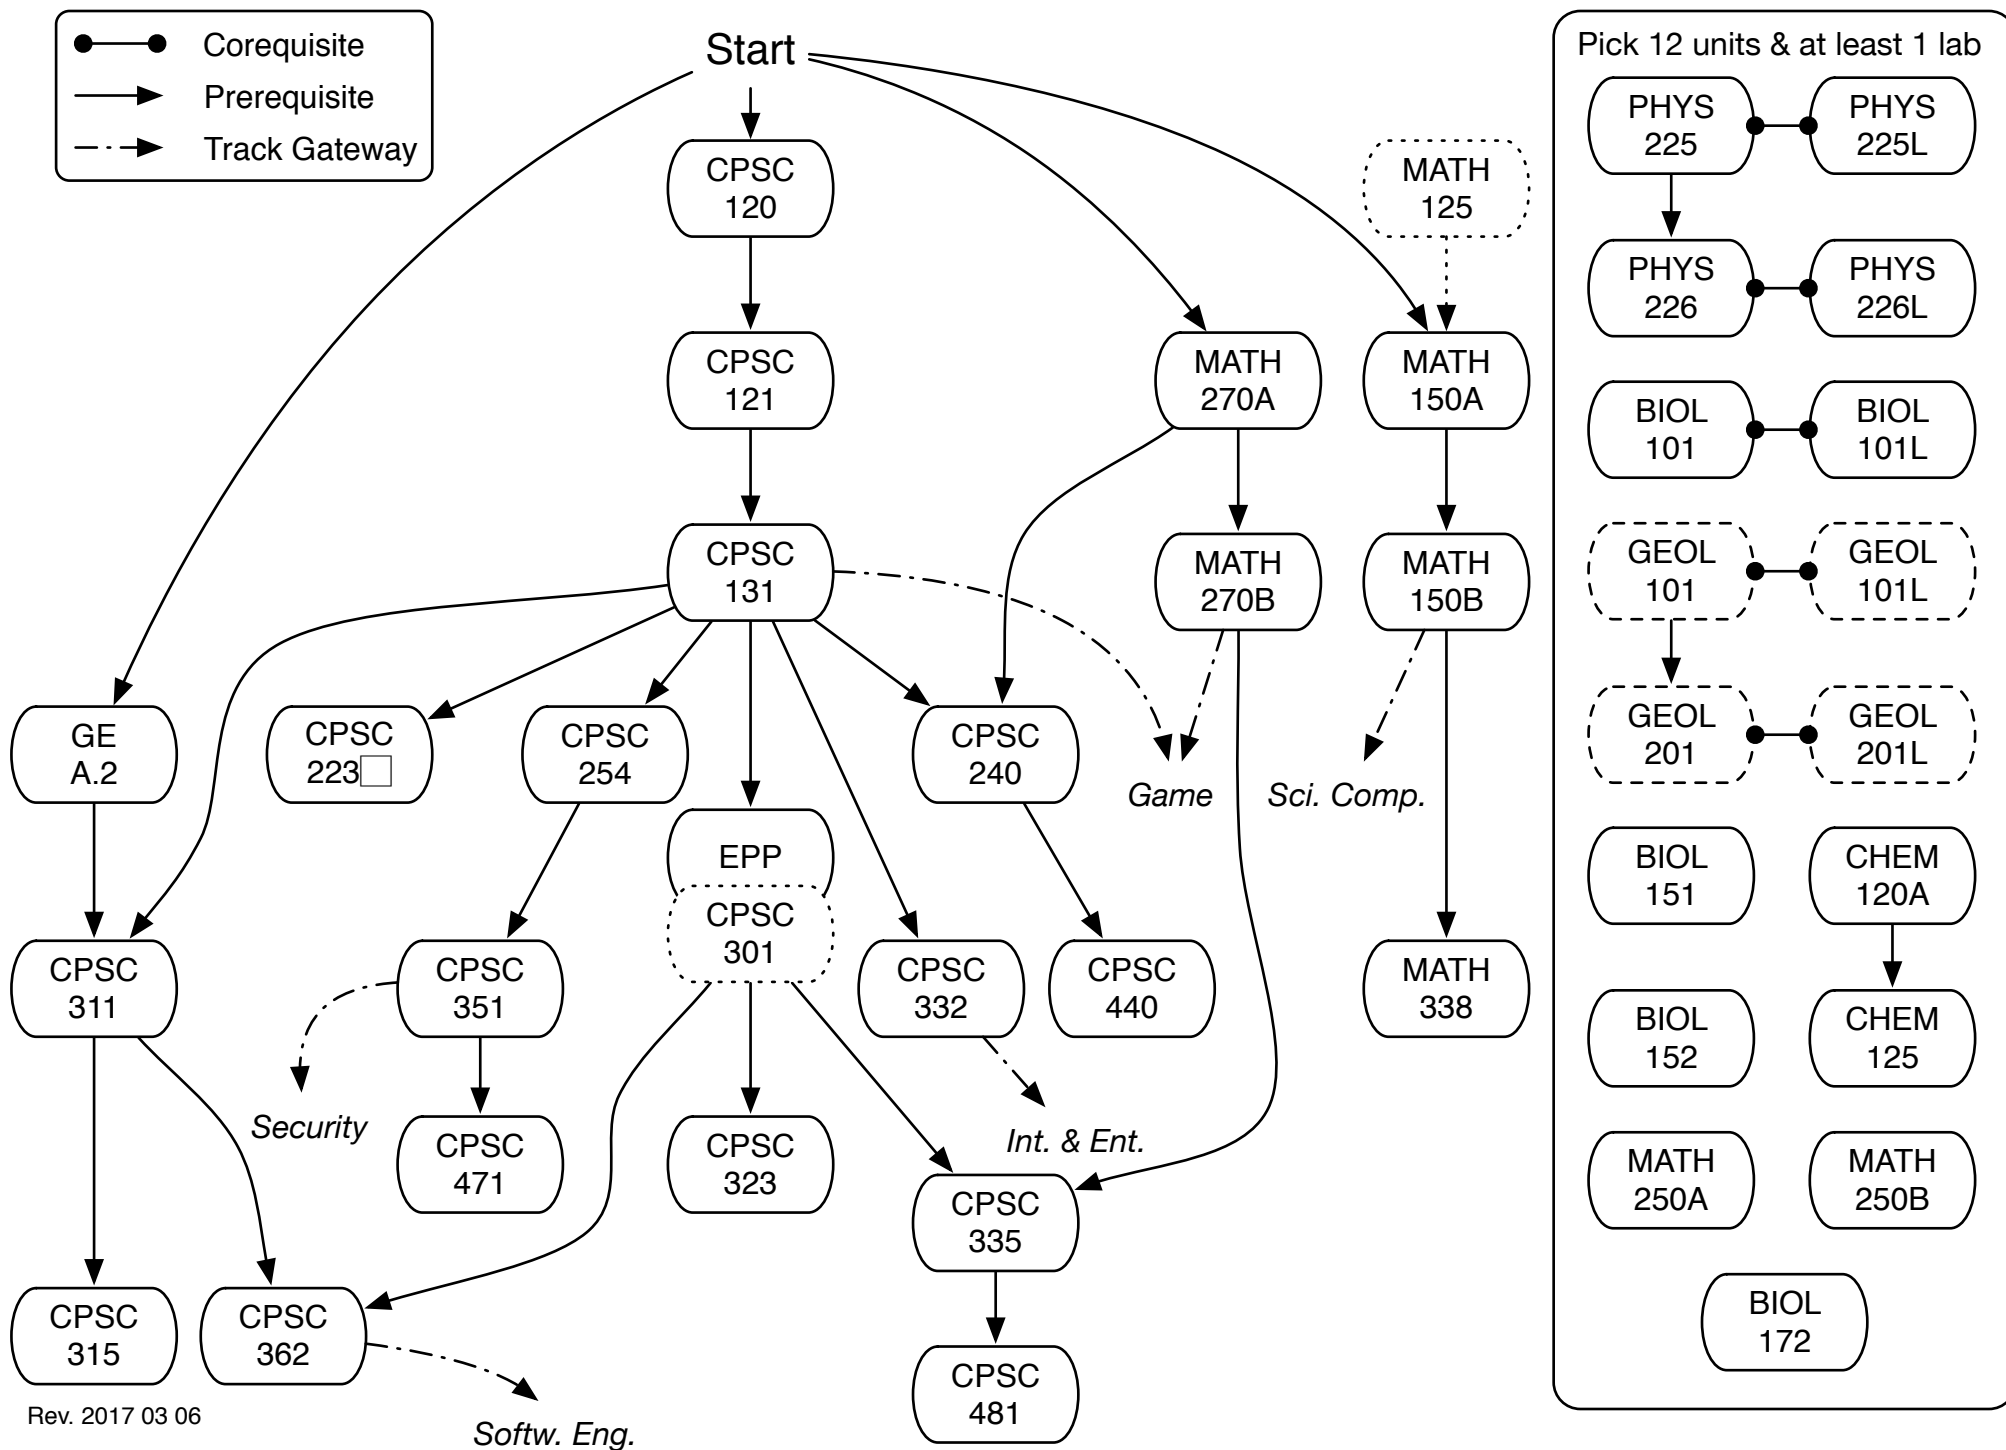 Corequisite
Prerequisite
Track Gateway
Start
CPSC
120
CPSC
121
CPSC
131
MATH
125
MATH
270A
MATH
150A
MATH
270B
MATH
150B
GE
A.2
CPSC
223□
CPSC
254
CPSC
240
Game
Sci. Comp.
EPP
CPSC
301
CPSC
311
CPSC
351
CPSC
332
CPSC
440
MATH
338
Security
CPSC
471
CPSC
323
Int. & Ent.
CPSC
335
CPSC
315
CPSC
362
CPSC
481
Softw. Eng.
Rev. 2017 03 06
Pick 12 units & at least 1 lab
PHYS
225
PHYS
225L
PHYS
226
PHYS
226L
BIOL
101
BIOL
101L
GEOL
101
GEOL
101L
GEOL
201
GEOL
201L
BIOL
151
CHEM
120A
BIOL
152
CHEM
125
MATH
250A
MATH
250B
BIOL
172